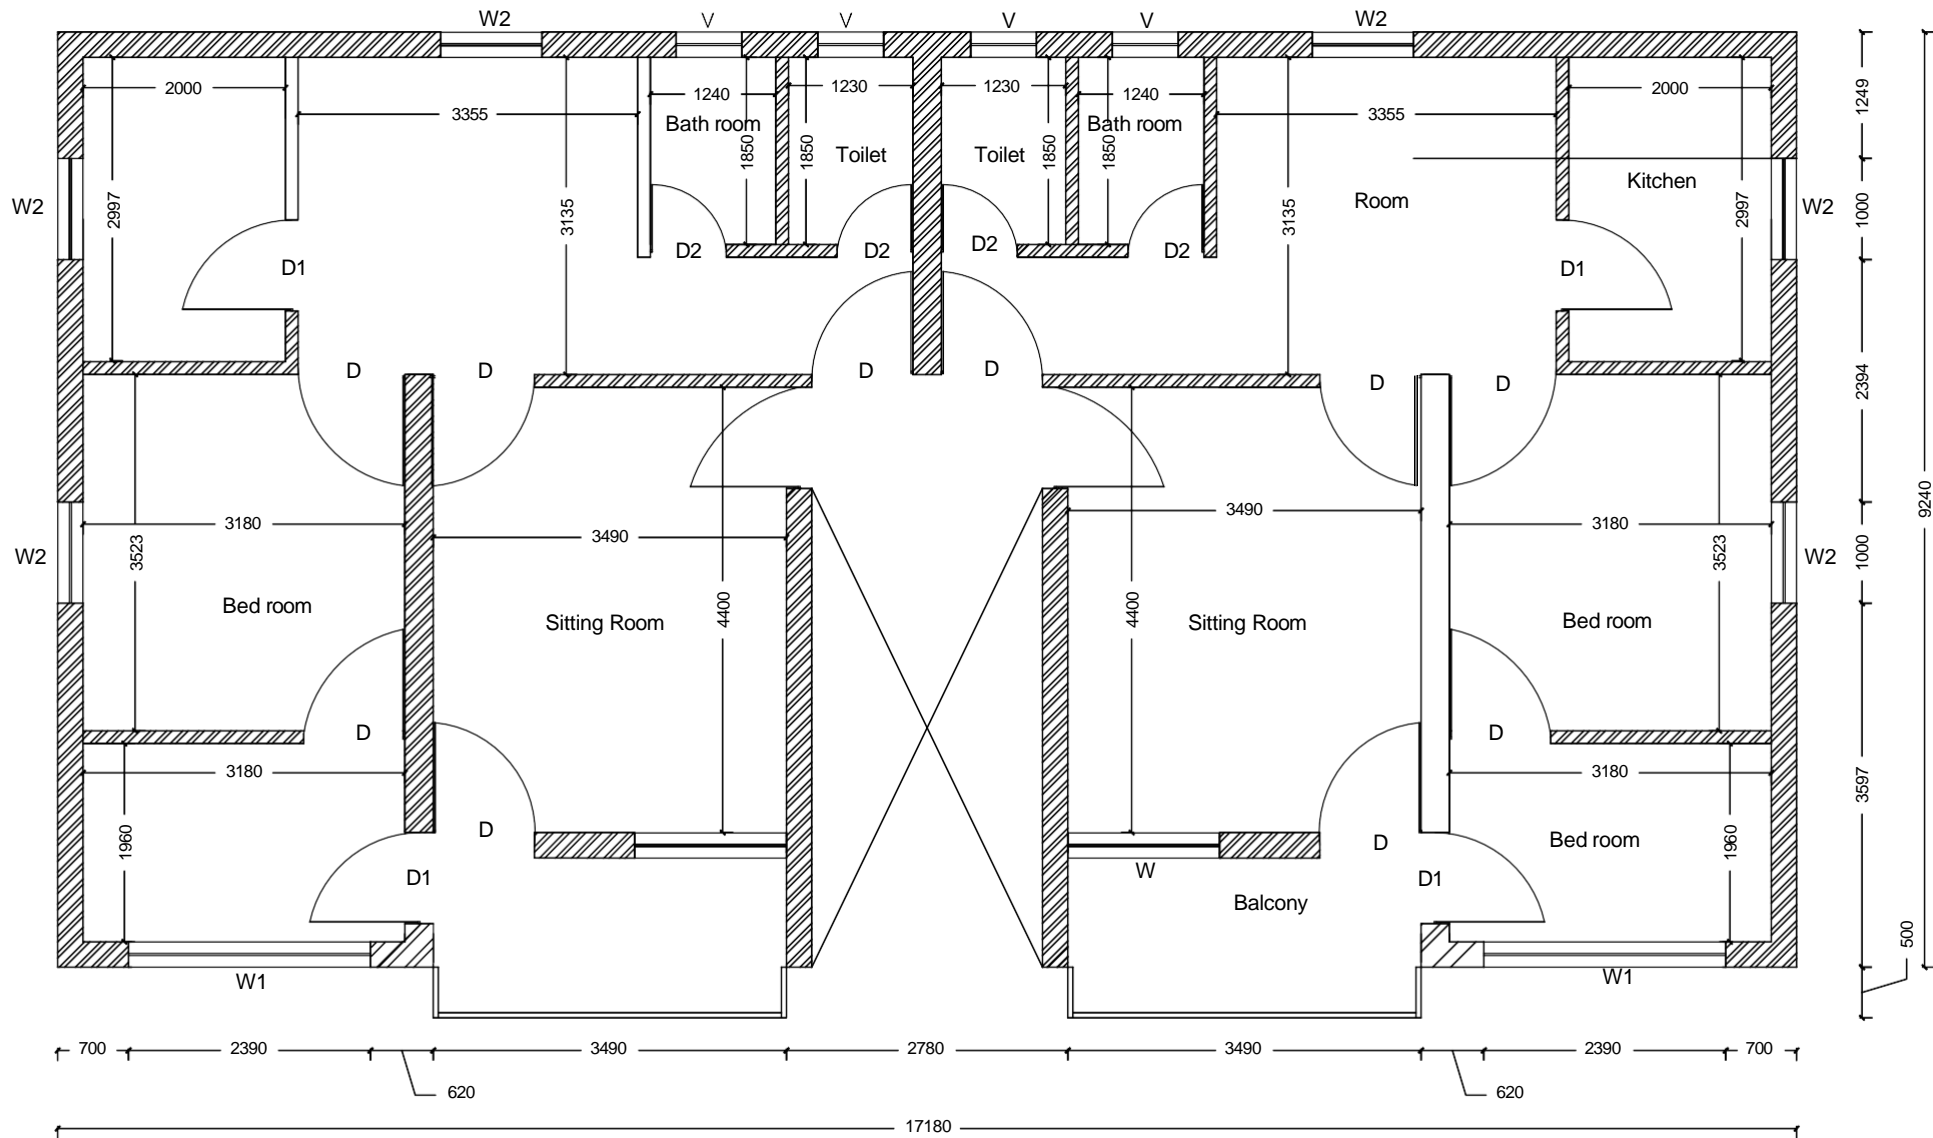 W2 V V V V W2
2000 1240 1230 1230 1240 2000
3355 Bath room Bath room 3355
1249
1850 Toilet 1850 1850 Toilet 1850
Room Kitchen
W2 2997 3135 3135 2997 W2 1000
D2 D2 D2 D2
D1 D1
D D D D D D
2394
9240
3180 3490 3490 3180
W2 3523 3523 W2 1000
Bed room 4400 4400 Bed room
Sitting Room Sitting Room
D D
3180 3180
3597
1960 D D Bed room 1960
W
D1 D1
Balcony
500
W1 W1
700 2390 3490 2780 3490 2390 700
620 620
17180